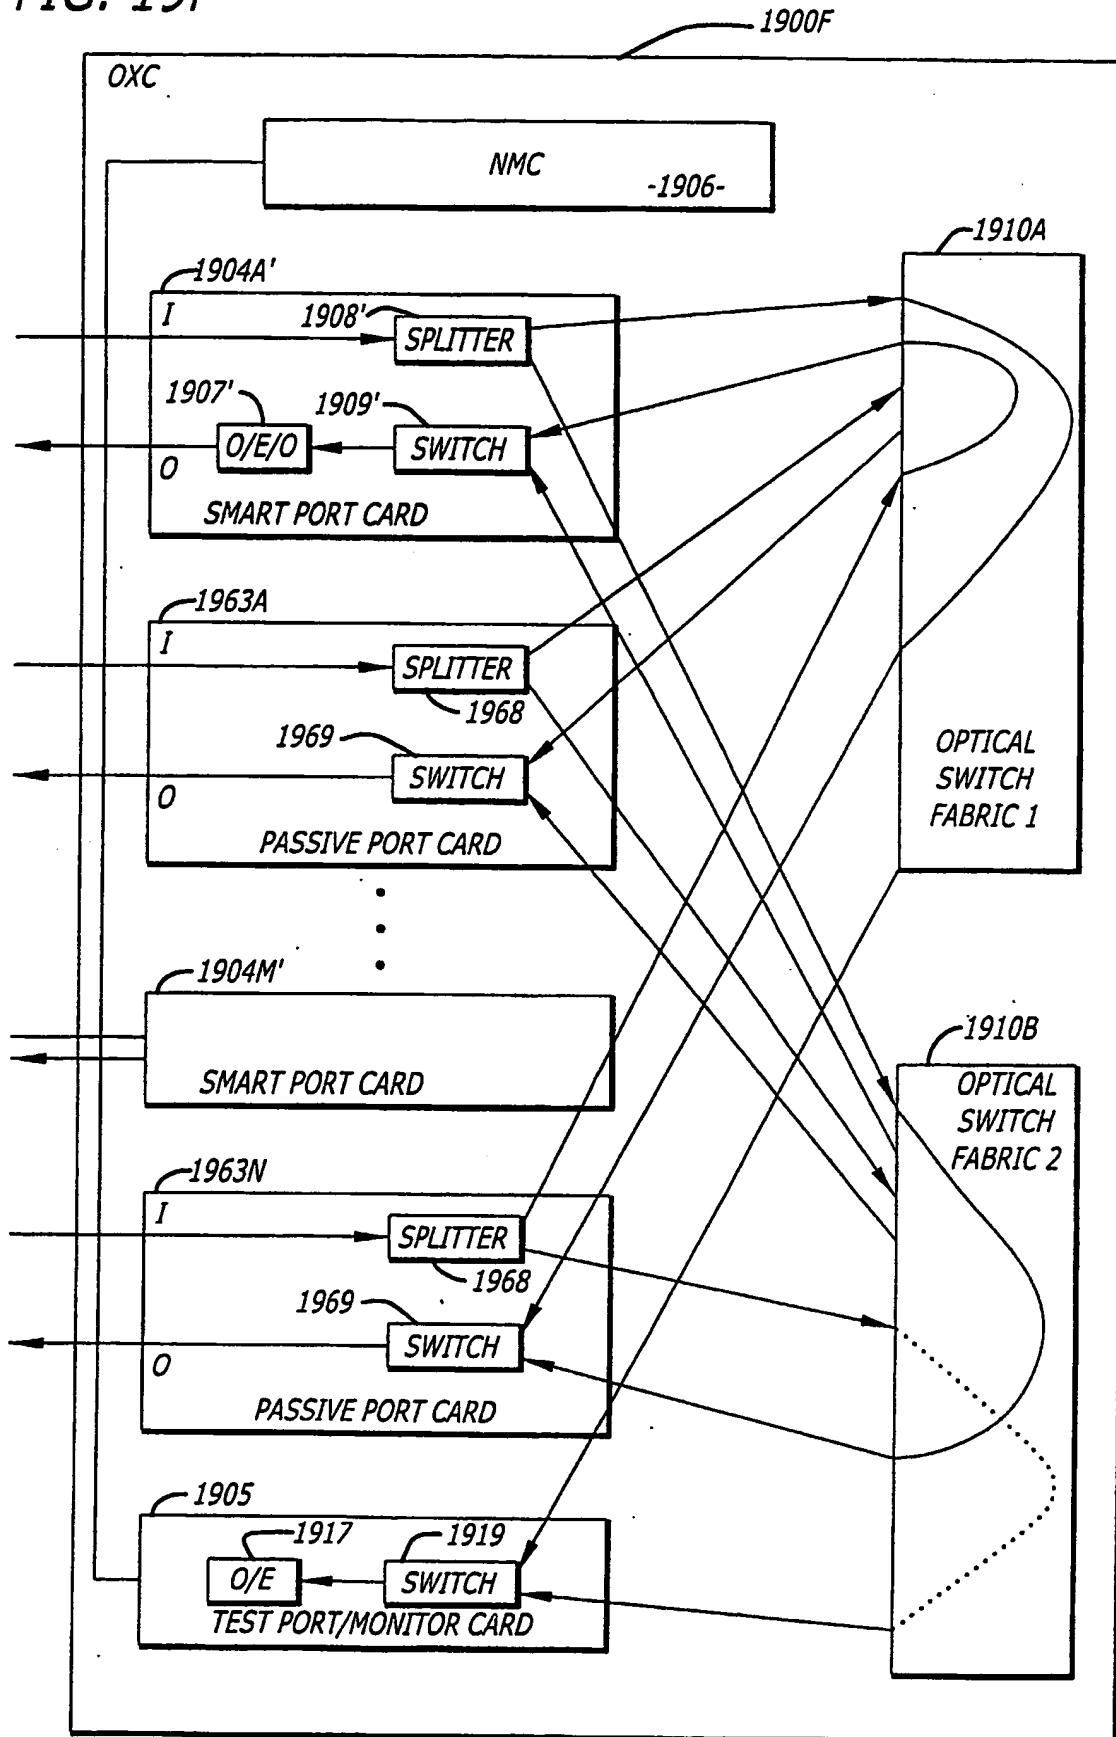 FIG. 19F
1900F
OXC
NMC
-1906-
1910A
1904A'
I
1908'
SPLITTER
1907'
1909'
O/E/O
SWITCH
O
SMART PORT CARD
1963A
I
SPLITTER
1968
1969
SWITCH
O
PASSIVE PORT CARD
OPTICAL
SWITCH
FABRIC 1
1904M'
SMART PORT CARD
1910B
OPTICAL
SWITCH
FABRIC 2
1963N
I
SPLITTER
1968
1969
SWITCH
O
PASSIVE PORT CARD
1905
1917
1919
O/E
SWITCH
TEST PORT/MONITOR CARD